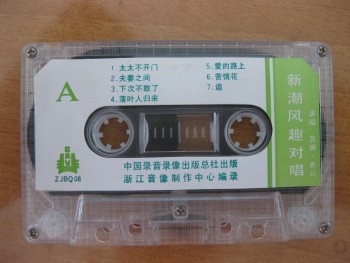 A
1.太太不开门
2.夫妻之间
3.下次不敢了
4.落叶人归来
5.爱的路上
6.苦情花
7.追
新潮风趣对唱
ZJBQ 08
中国录音录像出版总社出版
浙江音像制作中心编录